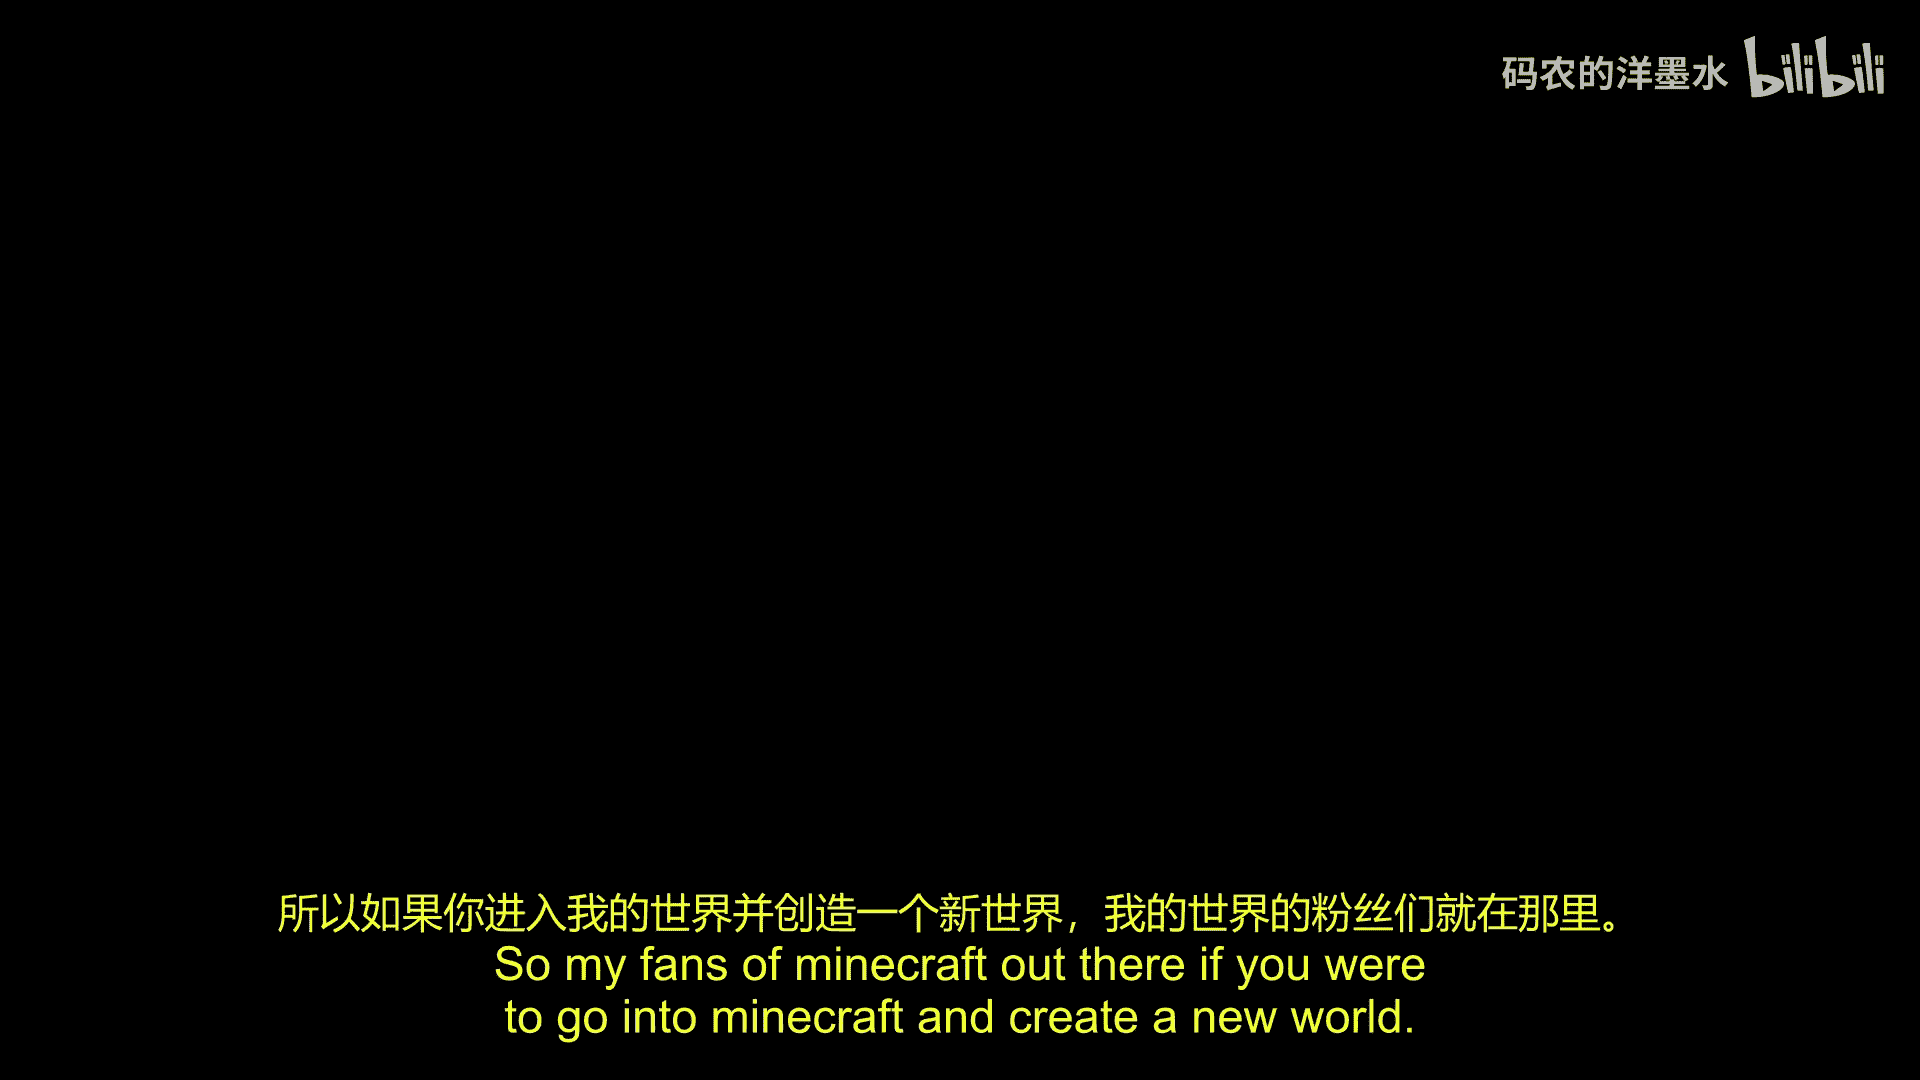 码农的洋墨水 bilibili
所以如果你进入我的世界并创造一个新世界，我的世界的粉丝们就在那里。
So my fans of minecraft out there if you were
to go into minecraft and create a new world.